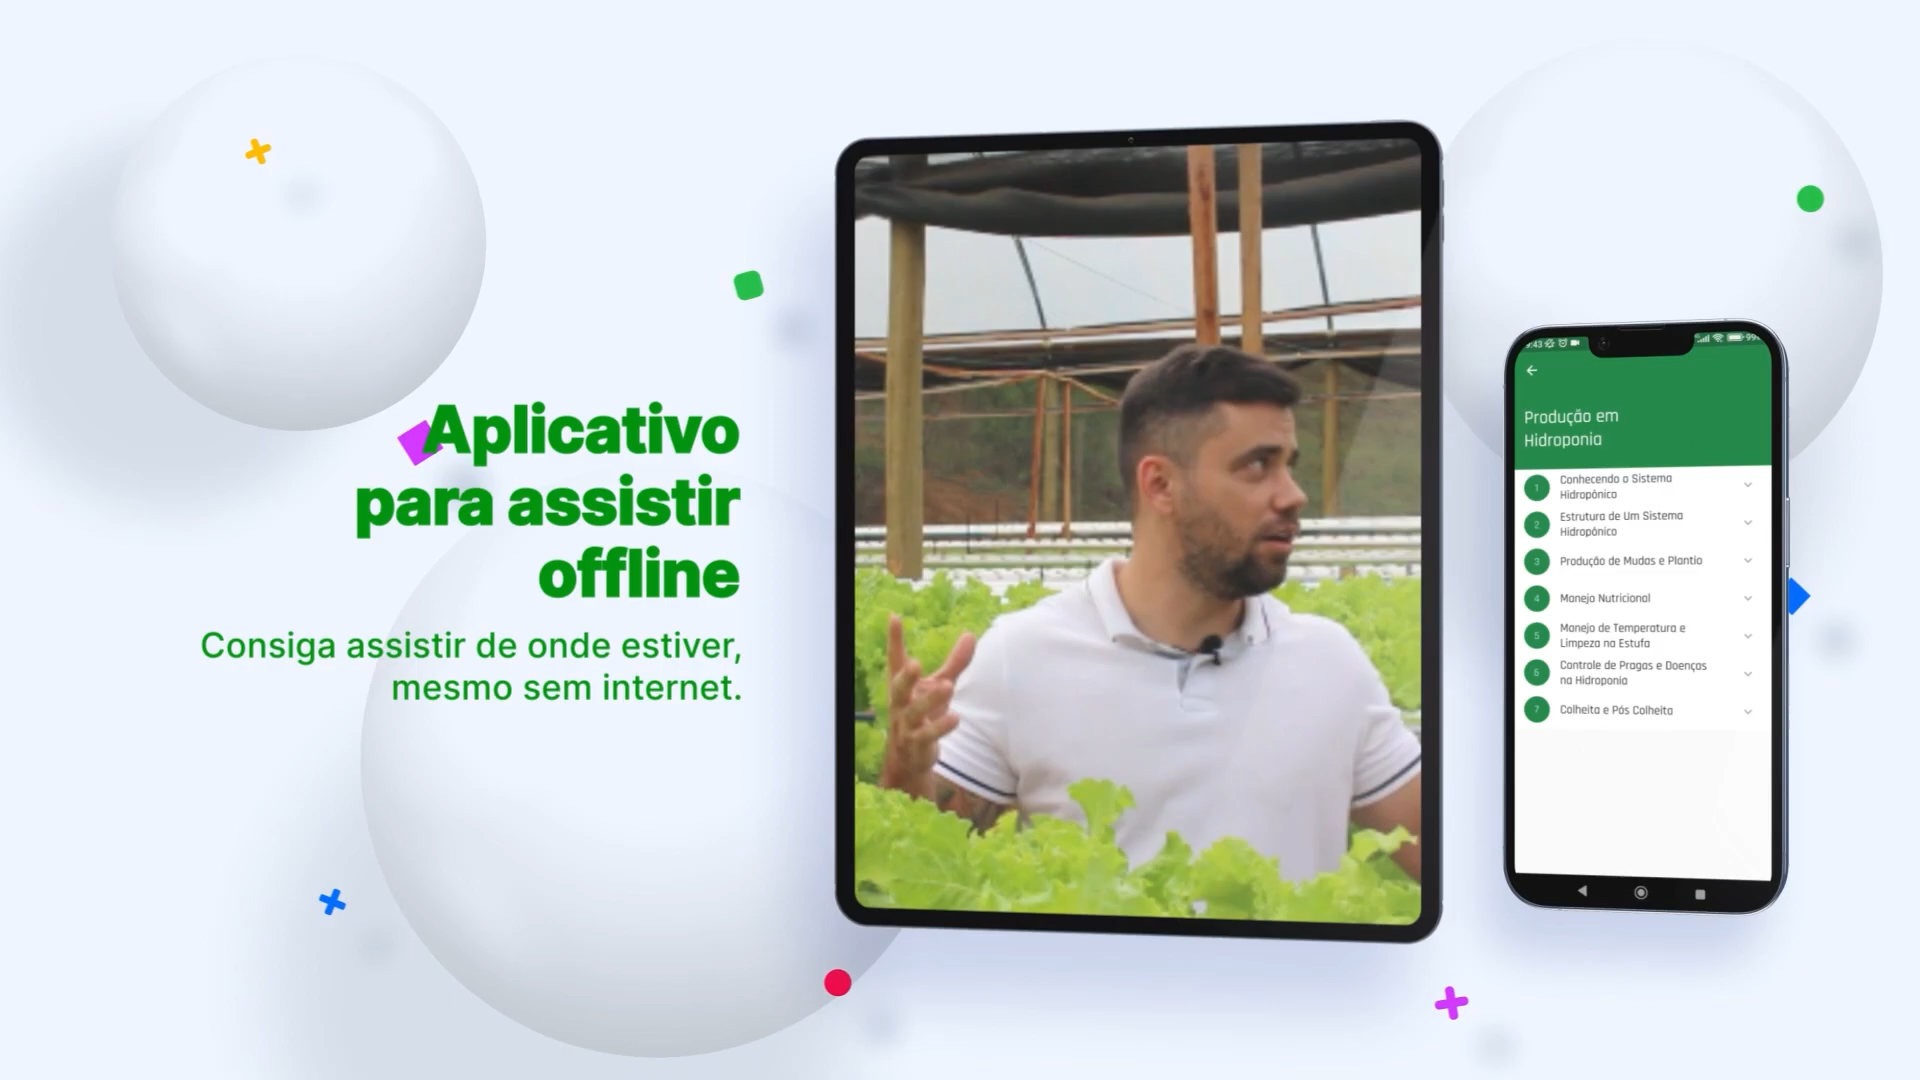 Aplicativo
para assistir
offline
Consiga assistir de onde estiver,
mesmo sem internet.
Produção em
Hidroponia
1
Conhecendo o Sistema
Hidropônico
2
Estrutura de Um Sistema
Hidropônico
3
Produção de Mudas e Plantio
4
Manejo Nutricional
5
Manejo de Temperatura e
Limpeza na Estufa
6
Controle de Pragas e Doenças
na Hidroponia
7
Colheita e Pós Colheita